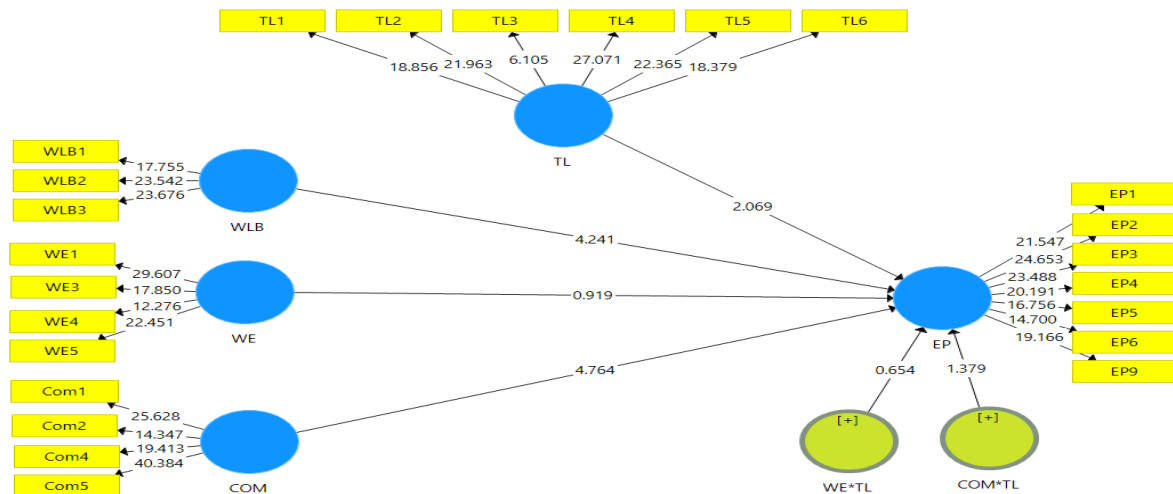 TL1
TL2
TL3
TL4
TL5
TL6
18.856
21.963
6.105
27.071
22.365
18.379
TL
WLB1
WLB2
WLB3
17.755
23.542
23.676
WLB
2.069
4.241
WE1
WE3
WE4
WE5
29.607
17.850
12.276
22.451
WE
0.919
EP1
EP2
EP3
EP4
EP5
EP6
EP9
21.547
24.653
23.488
20.191
16.756
14.700
19.166
EP
4.764
0.654
1.379
Com1
Com2
Com4
Com5
25.628
14.347
19.413
40.384
COM
[+]
WE*TL
[+]
COM*TL